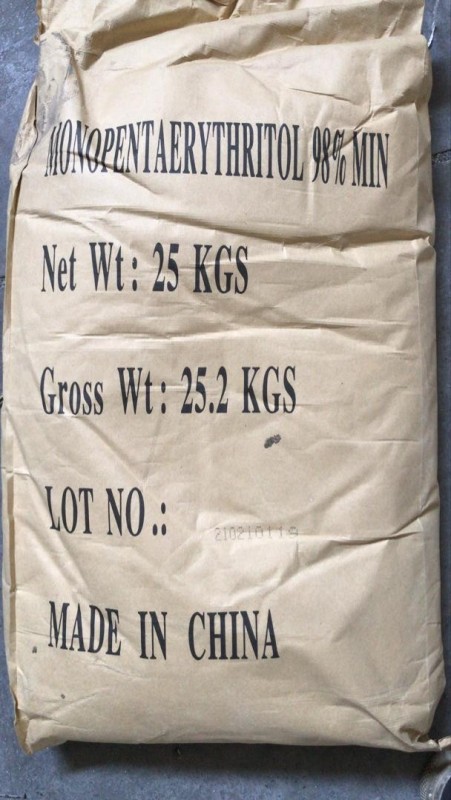 MONOPENTAERYTHRITOL 98% MIN
Net Wt: 25 KGS
Gross Wt: 25.2 KGS
LOT NO.:
MADE IN CHINA